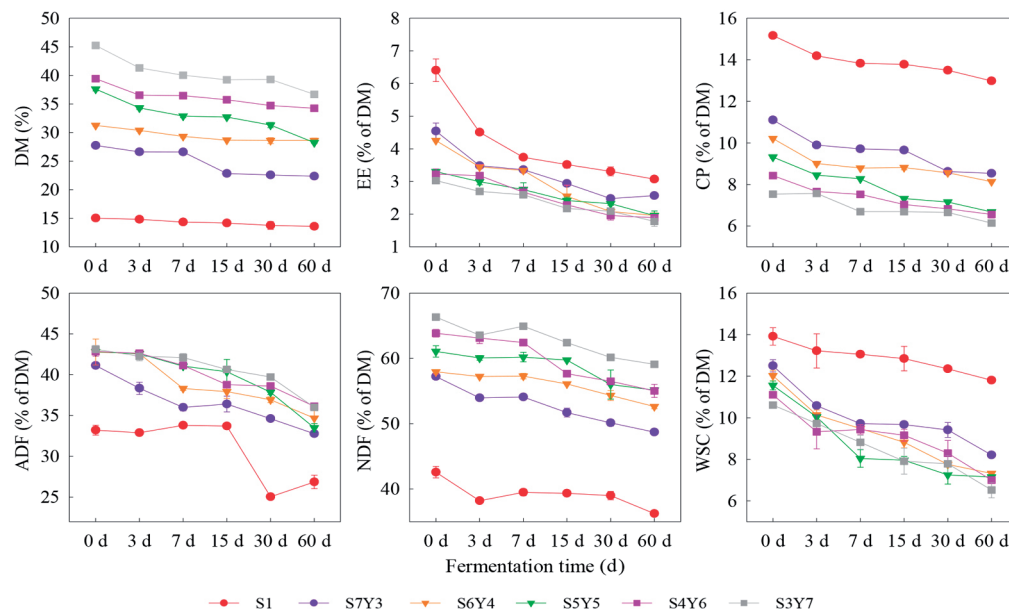 DM (%)
50
45
40
35
30
25
20
15
10
0 d 3 d 7 d 15 d 30 d 60 d
EE (% of DM)
8
7
6
5
4
3
2
1
0 d 3 d 7 d 15 d 30 d 60 d
CP (% of DM)
16
14
12
10
8
6
0 d 3 d 7 d 15 d 30 d 60 d
ADF (% of DM)
50
45
40
35
30
25
0 d 3 d 7 d 15 d 30 d 60 d
NDF (% of DM)
70
60
50
40
0 d 3 d 7 d 15 d 30 d 60 d
WSC (% of DM)
16
14
12
10
8
6
0 d 3 d 7 d 15 d 30 d 60 d
Fermentation time (d)
S1 S7Y3 S6Y4 S5Y5 S4Y6 S3Y7